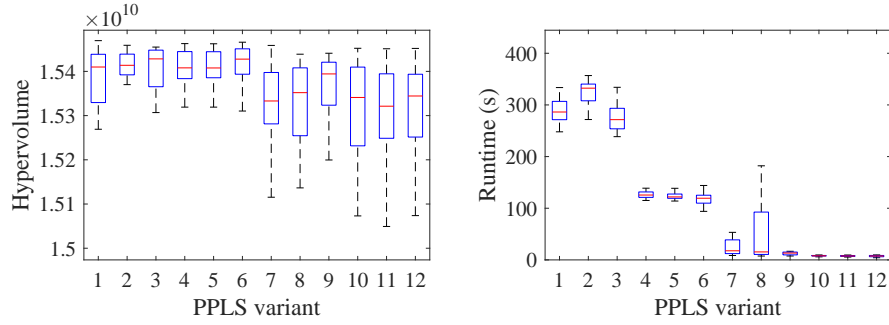 ×10^10
1.54
1.53
1.52
1.51
1.5
Hypervolume
1 2 3 4 5 6 7 8 9 10 11 12
PPLS variant
400
300
200
100
0
Runtime (s)
1 2 3 4 5 6 7 8 9 10 11 12
PPLS variant